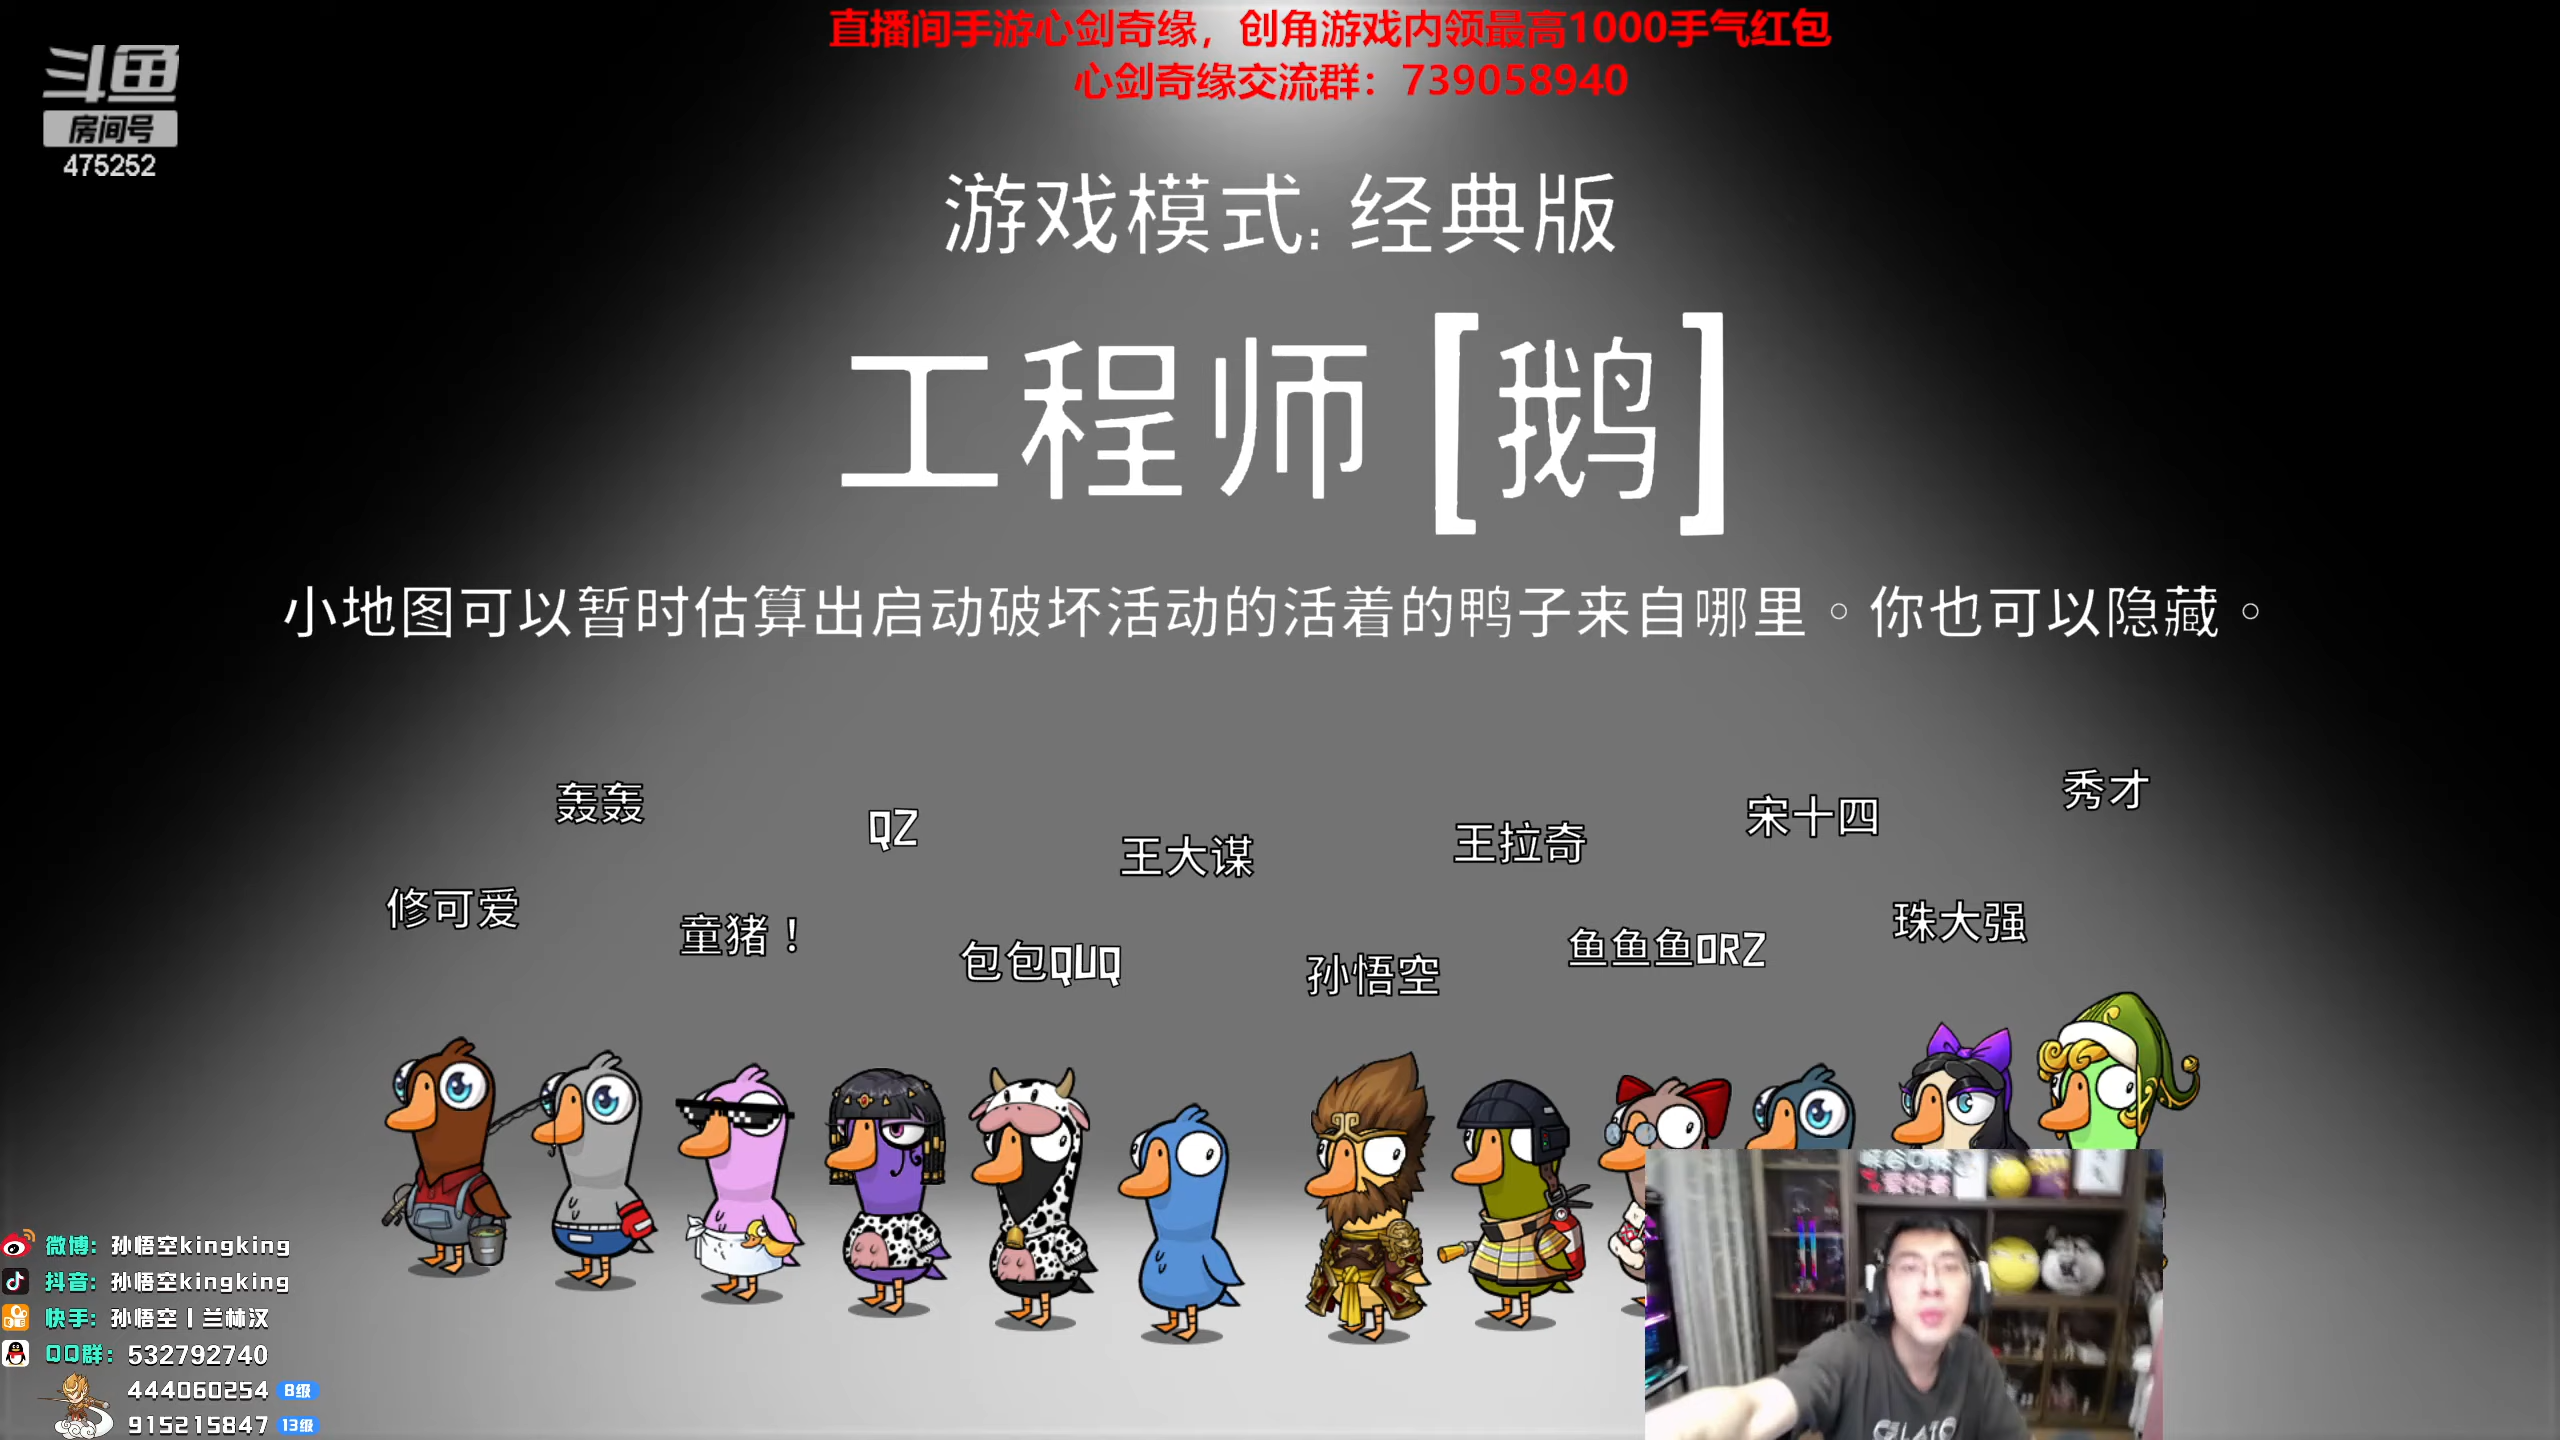 直播间手游心剑奇缘，创角游戏内领最高1000手气红包
心剑奇缘交流群：739058940
斗鱼
房间号
475252
游戏模式: 经典版
工程师 [鹅]
小地图可以暂时估算出启动破坏活动的活着的鸭子来自哪里。你也可以隐藏。
轰轰
QZ
王大谋
王拉奇
宋十四
秀才
修可爱
童猪！
包包QUQ
孙悟空
鱼鱼鱼ORZ
珠大强
微博：孙悟空kingking
抖音：孙悟空kingking
快手：孙悟空丨兰林汉
QQ群：532792740
444060254 8级
915215847 13级